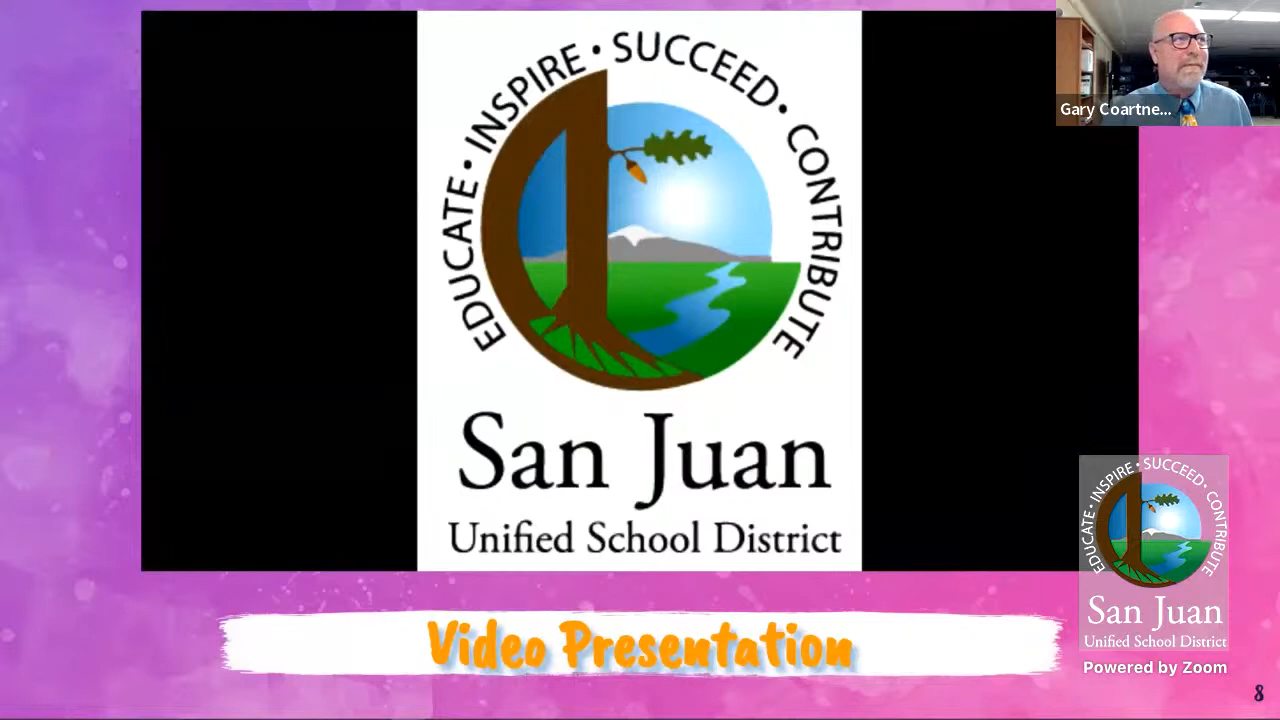 EDUCATE • INSPIRE • SUCCEED • CONTRIBUTE
San Juan
Unified School District
Gary Coartne...
Video Presentation
EDUCATE • INSPIRE • SUCCEED • CONTRIBUTE
San Juan
Unified School District
Powered by Zoom
8